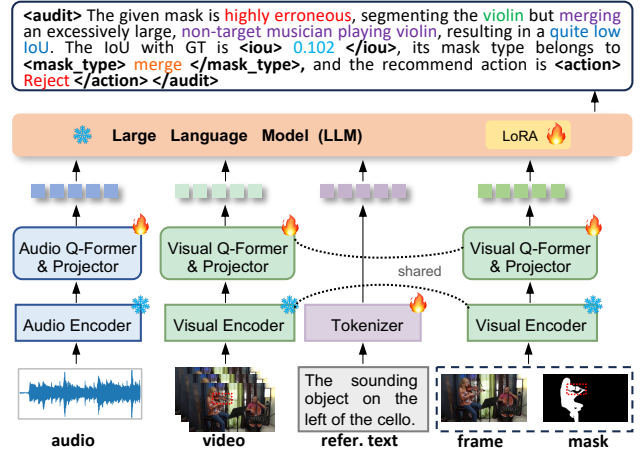 <audit> The given mask is highly erroneous, segmenting the violin but merging
an excessively large, non-target musician playing violin, resulting in a quite low
IoU. The IoU with GT is <iou> 0.102 </iou>, its mask type belongs to
<mask_type> merge </mask_type>, and the recommend action is <action>
Reject </action> </audit>
Large Language Model (LLM)
LoRA
Audio Q-Former
& Projector
Visual Q-Former
& Projector
Visual Q-Former
& Projector
shared
Audio Encoder
Visual Encoder
Tokenizer
Visual Encoder
The sounding
object on the
left of the cello.
audio
video
refer. text
frame
mask